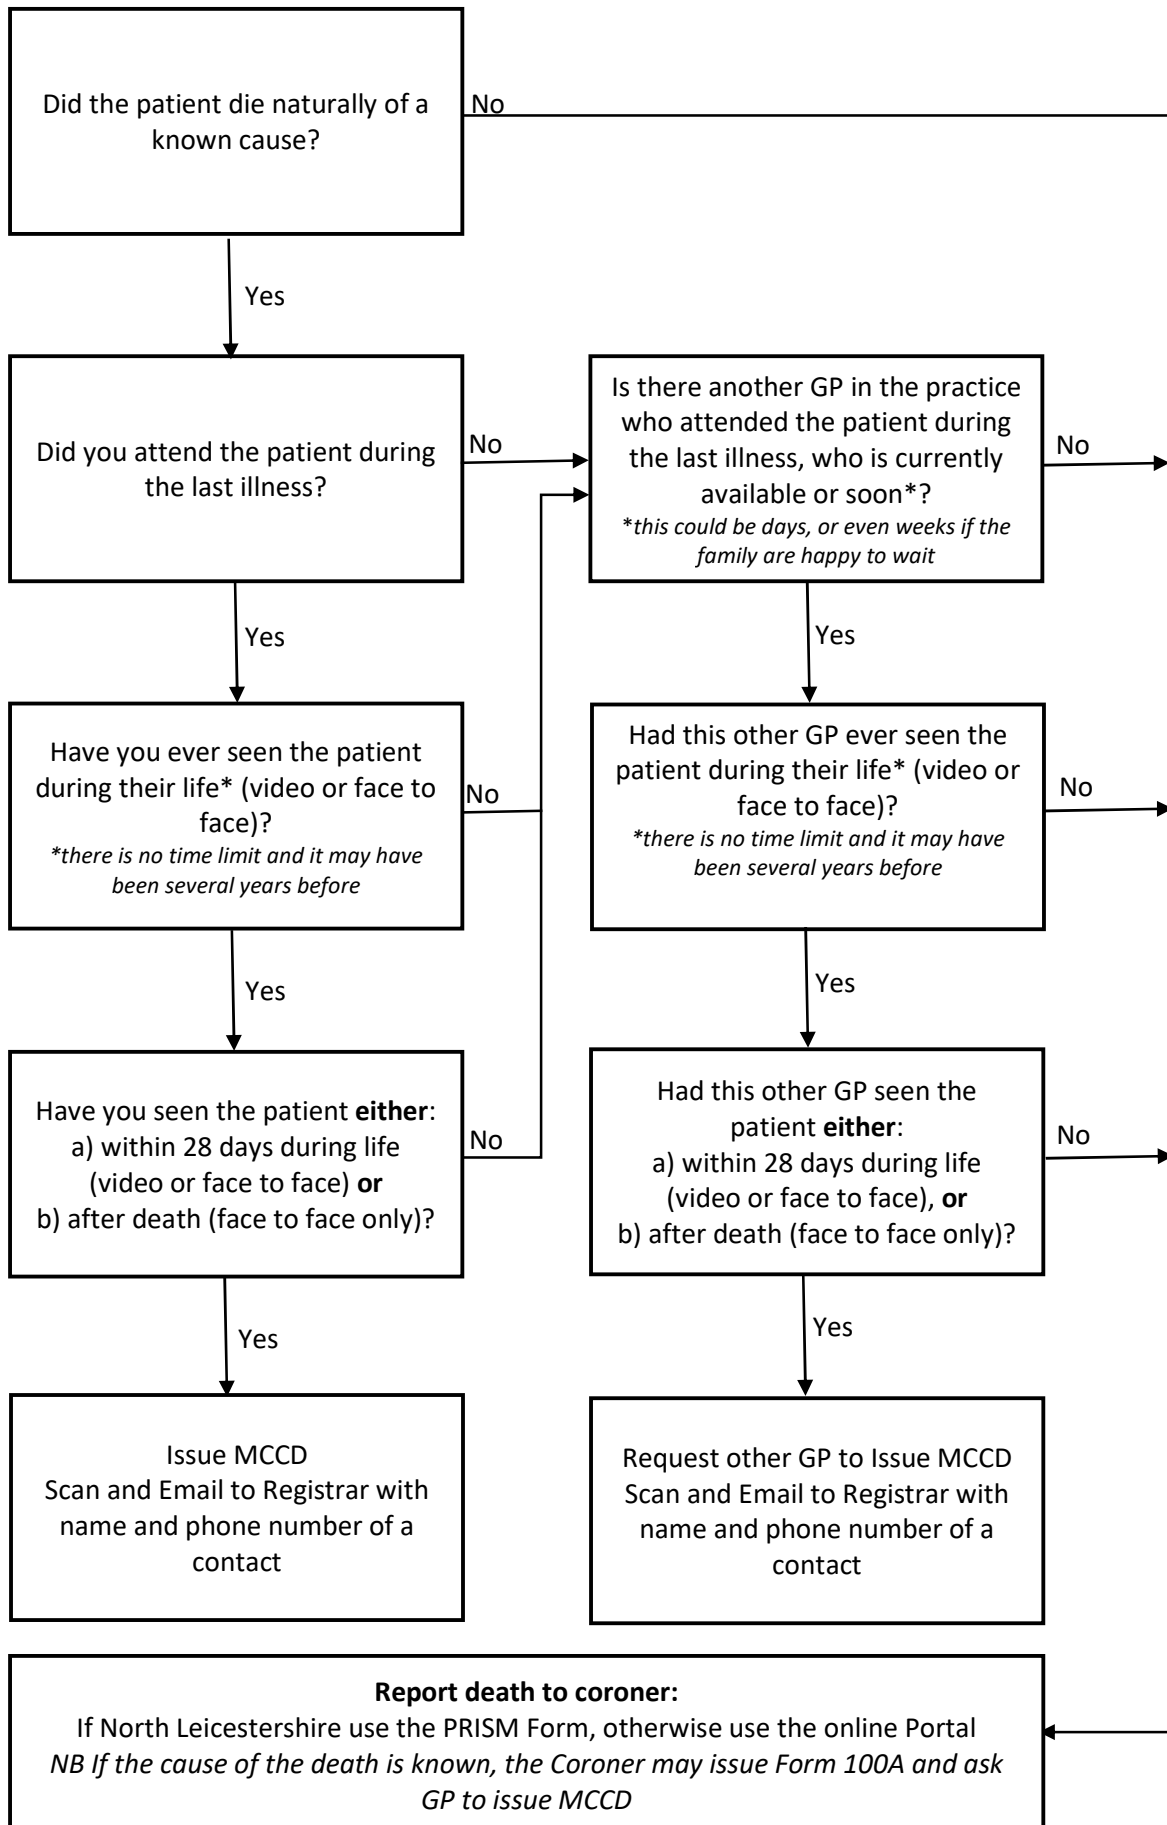 Did the patient die naturally of a
known cause?
No
Yes
Did you attend the patient during
the last illness?
No
Is there another GP in the practice
who attended the patient during
the last illness, who is currently
available or soon*?
*this could be days, or even weeks if the
family are happy to wait
No
Yes
Yes
Have you ever seen the patient
during their life* (video or face to
face)?
*there is no time limit and it may have
been several years before
No
Had this other GP ever seen the
patient during their life* (video or
face to face)?
*there is no time limit and it may have
been several years before
No
Yes
Yes
Have you seen the patient either:
a) within 28 days during life
(video or face to face) or
b) after death (face to face only)?
No
Had this other GP seen the
patient either:
a) within 28 days during life
(video or face to face), or
b) after death (face to face only)?
No
Yes
Yes
Issue MCCD
Scan and Email to Registrar with
name and phone number of a
contact
Request other GP to Issue MCCD
Scan and Email to Registrar with
name and phone number of a
contact
Report death to coroner:
If North Leicestershire use the PRISM Form, otherwise use the online Portal
NB If the cause of the death is known, the Coroner may issue Form 100A and ask
GP to issue MCCD